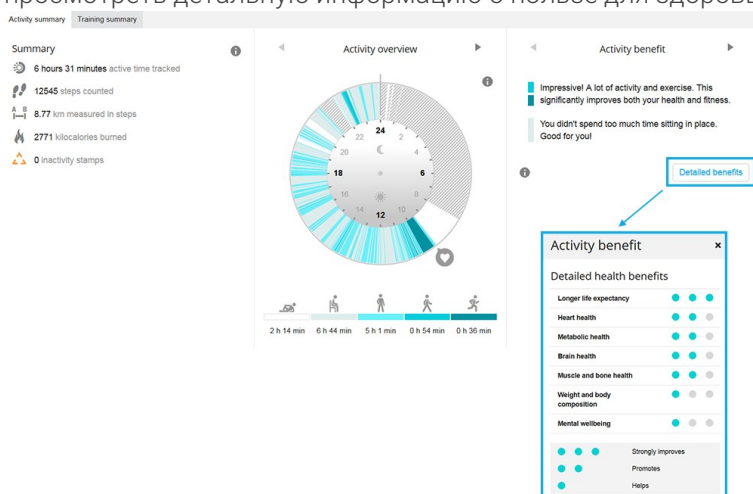 просмотреть детальную информацию о пользе для здоровь
Activity summary Training summary
Summary
6 hours 31 minutes active time tracked
12545 steps counted
A B 8.77 km measured in steps
2771 kilocalories burned
0 inactivity stamps
Activity overview
24
22 2
20 4
18 6
16 8
14 10
12
2 h 14 min 6 h 44 min 5 h 1 min 0 h 54 min 0 h 36 min
Activity benefit
Impressive! A lot of activity and exercise. This
significantly improves both your health and fitness.
You didn't spend too much time sitting in place.
Good for you!
Detailed benefits
Activity benefit ×
Detailed health benefits
Longer life expectancy
Heart health
Metabolic health
Brain health
Muscle and bone health
Weight and body
composition
Mental wellbeing
Strongly improves
Promotes
Helps